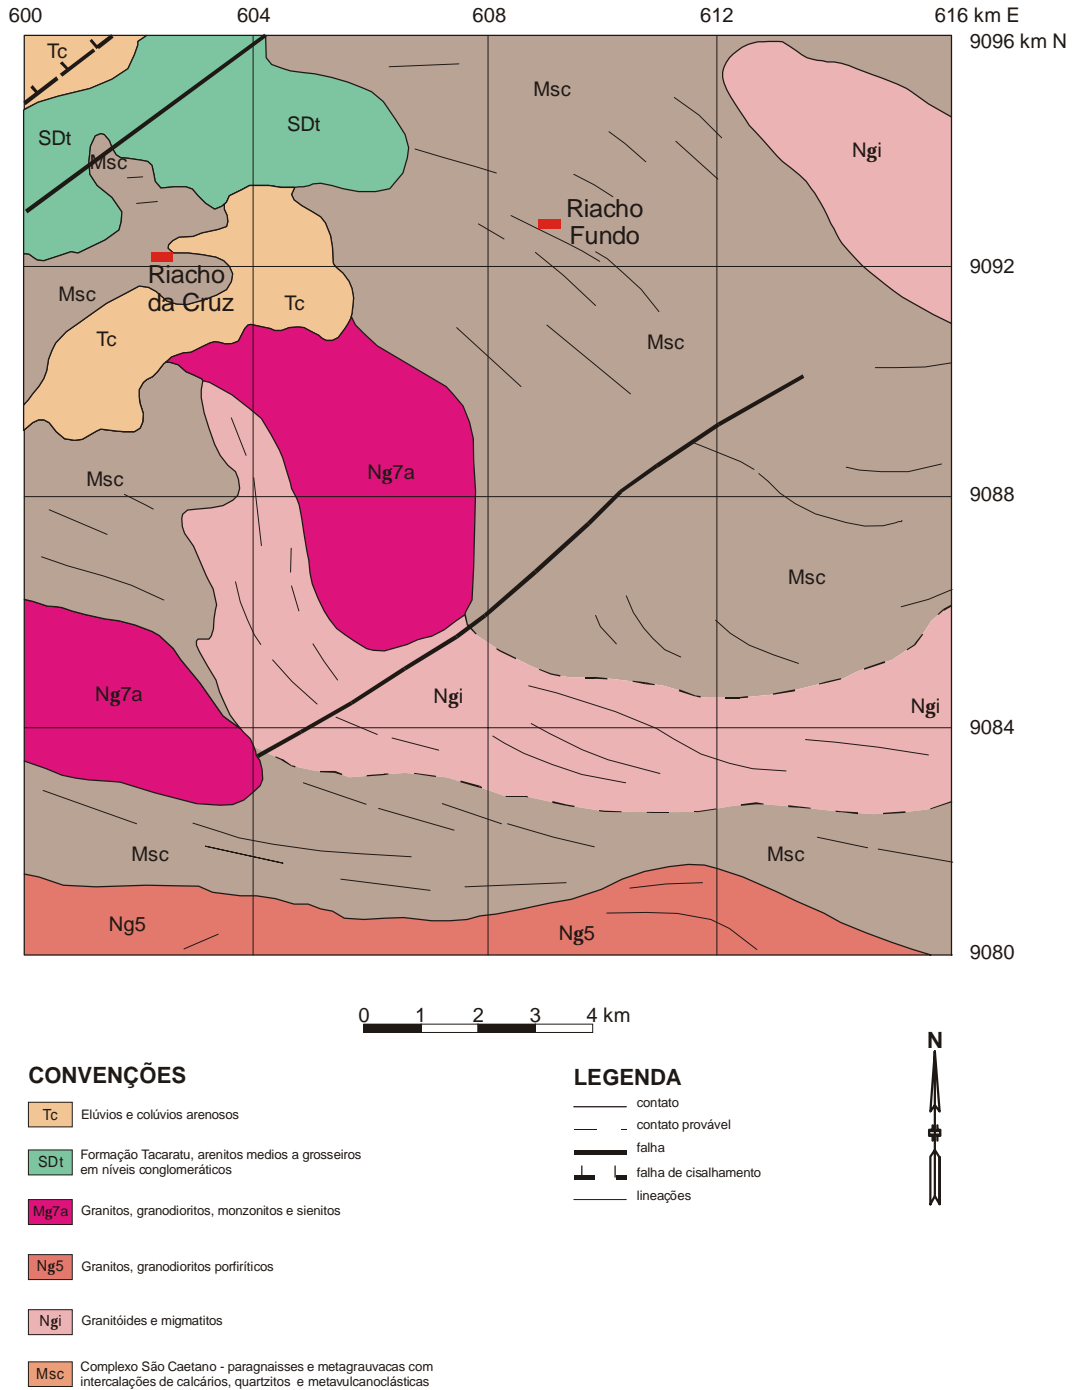 600 604 608 612 616 km E
9096 km N
Tc
Msc
SDt
SDt
Ngi
Msc
Riacho
Fundo
9092
Riacho
da Cruz
Msc
Tc
Tc
Msc
Ng7a
Msc
9088
Msc
Ng7a
Ngi
Ngi
9084
Msc
Msc
Ng5
Ng5
9080
0 1 2 3 4 km
N
CONVENÇÕES
Tc Elúvios e colúvios arenosos
SDt Formação Tacaratu, arenitos medios a grosseiros
em níveis conglomeráticos
Mg7a Granitos, granodioritos, monzonitos e sienitos
Ng5 Granitos, granodioritos porfiríticos
Ngi Granitóides e migmatitos
Msc Complexo São Caetano - paragnaisses e metagrauvacas com
intercalações de calcários, quartzitos e metavulcanoclásticas
LEGENDA
contato
contato provável
falha
falha de cisalhamento
lineações